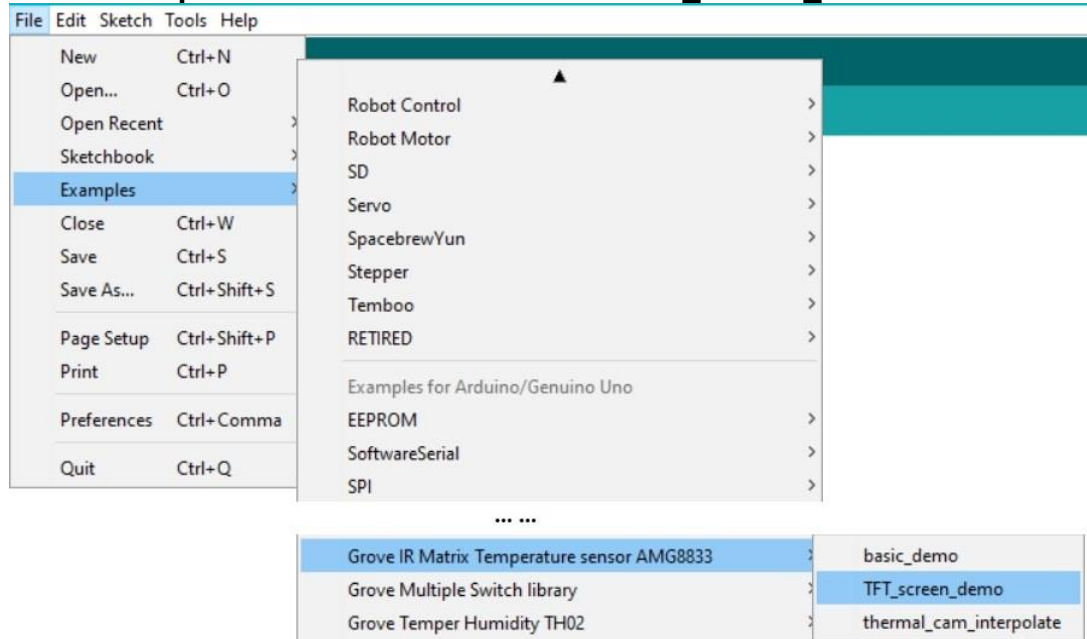 File Edit Sketch Tools Help
New Ctrl+N
Open... Ctrl+O
Open Recent
Sketchbook
Examples
Close Ctrl+W
Save Ctrl+S
Save As... Ctrl+Shift+S
Page Setup Ctrl+Shift+P
Print Ctrl+P
Preferences Ctrl+Comma
Quit Ctrl+Q
Robot Control
Robot Motor
SD
Servo
SpacebrewYun
Stepper
Temboo
RETIRED
Examples for Arduino/Genuino Uno
EEPROM
SoftwareSerial
SPI
... ...
Grove IR Matrix Temperature sensor AMG8833
Grove Multiple Switch library
Grove Temper Humidity TH02
basic_demo
TFT_screen_demo
thermal_cam_interpolate